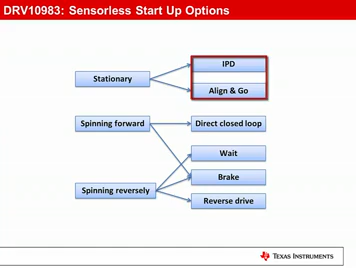 DRV10983: Sensorless Start Up Options
IPD
Stationary
Align & Go
Spinning forward
Direct closed loop
Wait
Brake
Spinning reversely
Reverse drive
TEXAS INSTRUMENTS